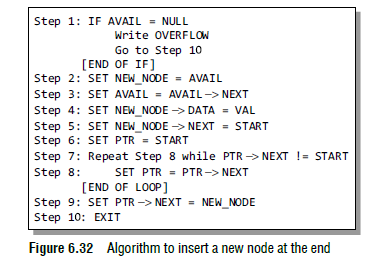 Step 1: IF AVAIL = NULL
Write OVERFLOW
Go to Step 10
[END OF IF]
Step 2: SET NEW_NODE = AVAIL
Step 3: SET AVAIL = AVAIL -> NEXT
Step 4: SET NEW_NODE -> DATA = VAL
Step 5: SET NEW_NODE -> NEXT = START
Step 6: SET PTR = START
Step 7: Repeat Step 8 while PTR -> NEXT != START
Step 8: SET PTR = PTR -> NEXT
[END OF LOOP]
Step 9: SET PTR -> NEXT = NEW_NODE
Step 10: EXIT
Figure 6.32 Algorithm to insert a new node at the end